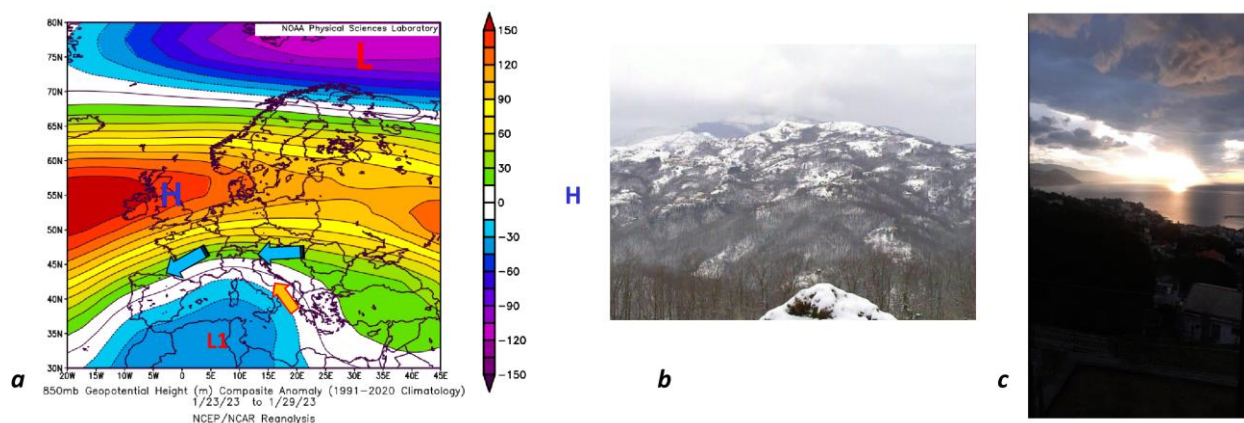 NOAA Physical Sciences Laboratory
80N
75N
70N
65N
60N
55N
50N
45N
40N
35N
30N
20W 15W 10W 5W 0 5E 10E 15E 20E 25E 30E 35E 40E 45E
L
H
L1
150
120
90
60
30
0
-30
-60
-90
-120
-150
850mb Geopotential Height (m) Composite Anomaly (1991-2020 Climatology)
1/23/23 to 1/29/23
NCEP/NCAR Reanalysis
a
H
b
c